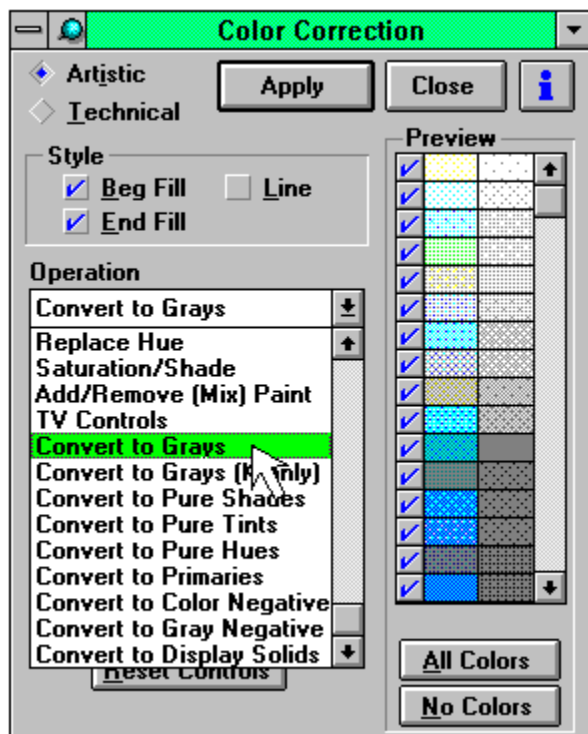 Color Correction
Artistic
Technical
Apply
Close
i
Style
Beg Fill
Line
End Fill
Preview
Operation
Convert to Grays
Replace Hue
Saturation/Shade
Add/Remove (Mix) Paint
TV Controls
Convert to Grays
Convert to Grays (K only)
Convert to Pure Shades
Convert to Pure Tints
Convert to Pure Hues
Convert to Primaries
Convert to Color Negative
Convert to Gray Negative
Convert to Display Solids
Reset Controls
All Colors
No Colors